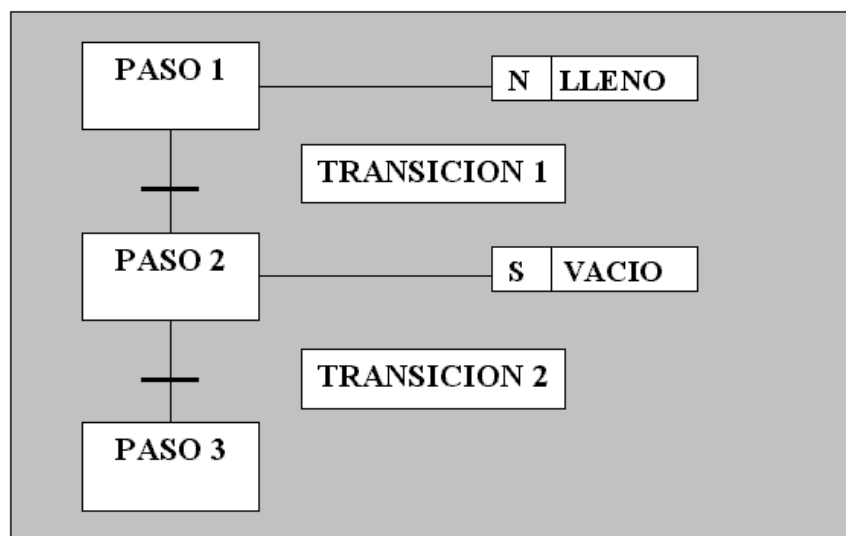 PASO 1
N LLENO
TRANSICION 1
PASO 2
S VACIO
TRANSICION 2
PASO 3